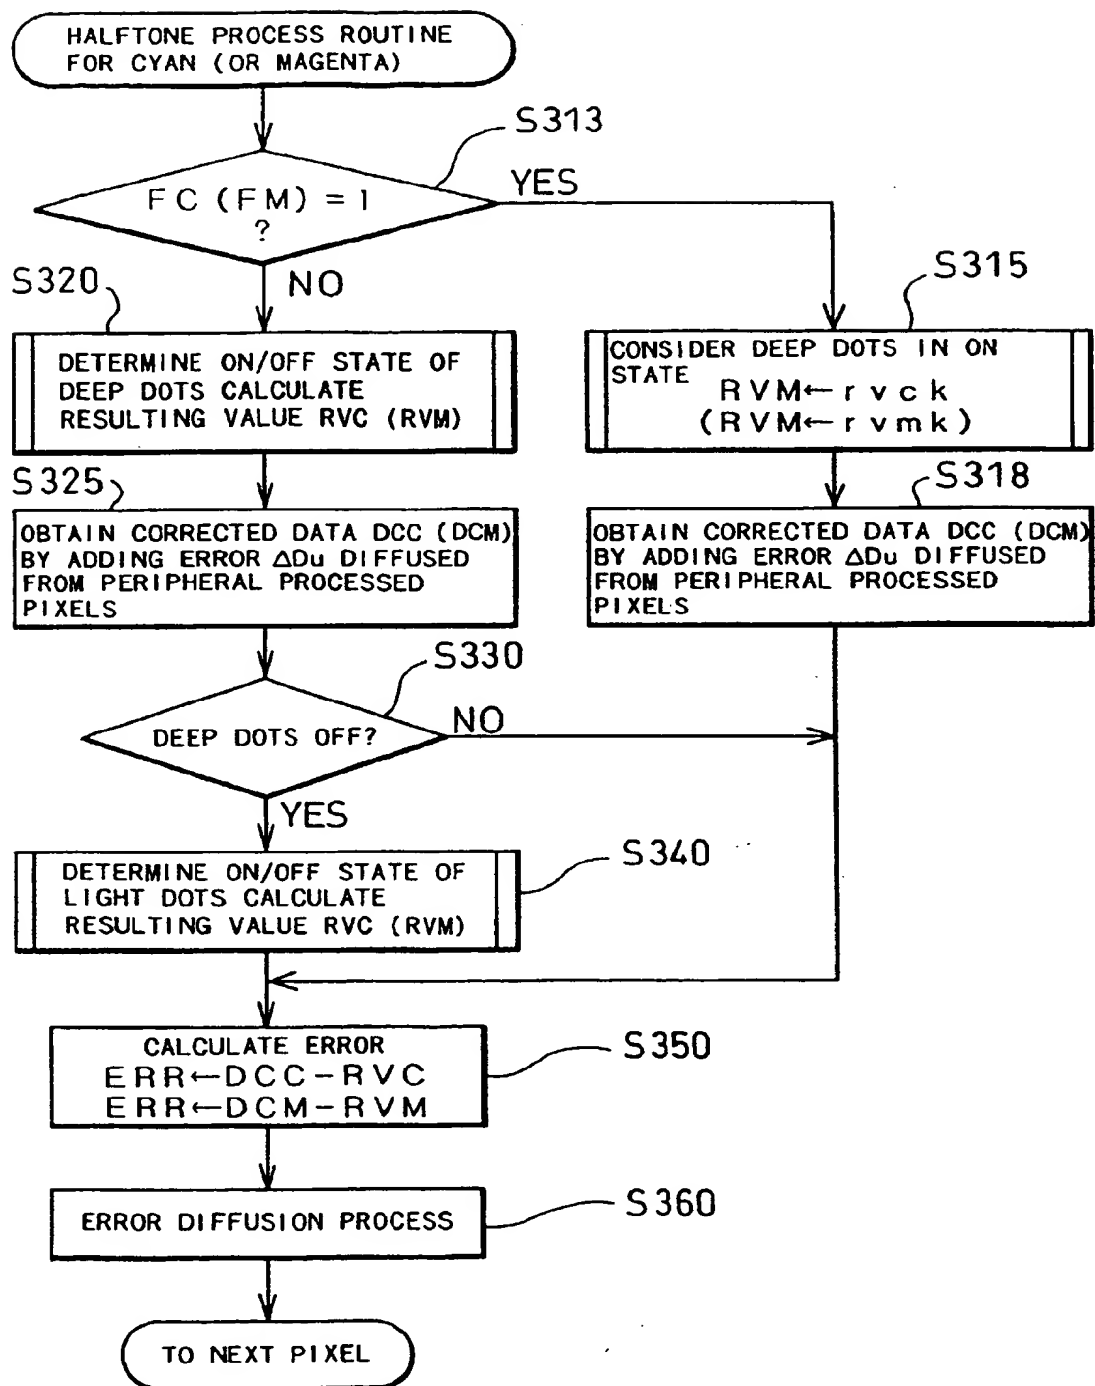 HALFTONE PROCESS ROUTINE
FOR CYAN (OR MAGENTA)
S313
FC (FM) = 1
?
YES
NO
S320
DETERMINE ON/OFF STATE OF
DEEP DOTS CALCULATE
RESULTING VALUE RVC (RVM)
S315
CONSIDER DEEP DOTS IN ON
STATE
RVM←rvck
(RVM←rvmk)
S325
OBTAIN CORRECTED DATA DCC (DCM)
BY ADDING ERROR ΔDu DIFFUSED
FROM PERIPHERAL PROCESSED
PIXELS
S318
OBTAIN CORRECTED DATA DCC (DCM)
BY ADDING ERROR ΔDu DIFFUSED
FROM PERIPHERAL PROCESSED
PIXELS
S330
DEEP DOTS OFF?
NO
YES
S340
DETERMINE ON/OFF STATE OF
LIGHT DOTS CALCULATE
RESULTING VALUE RVC (RVM)
S350
CALCULATE ERROR
ERR←DCC-RVC
ERR←DCM-RVM
S360
ERROR DIFFUSION PROCESS
TO NEXT PIXEL